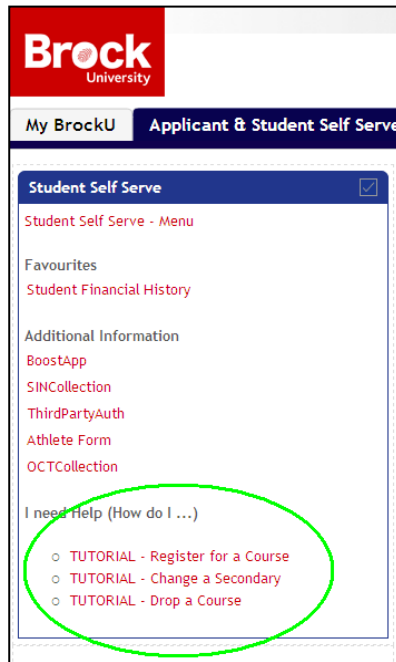 Brock
University
My BrockU Applicant & Student Self Serve
Student Self Serve
Student Self Serve - Menu
Favourites
Student Financial History
Additional Information
BoostApp
SINCollection
ThirdPartyAuth
Athlete Form
OCTCollection
I need Help (How do I ...)
TUTORIAL - Register for a Course
TUTORIAL - Change a Secondary
TUTORIAL - Drop a Course